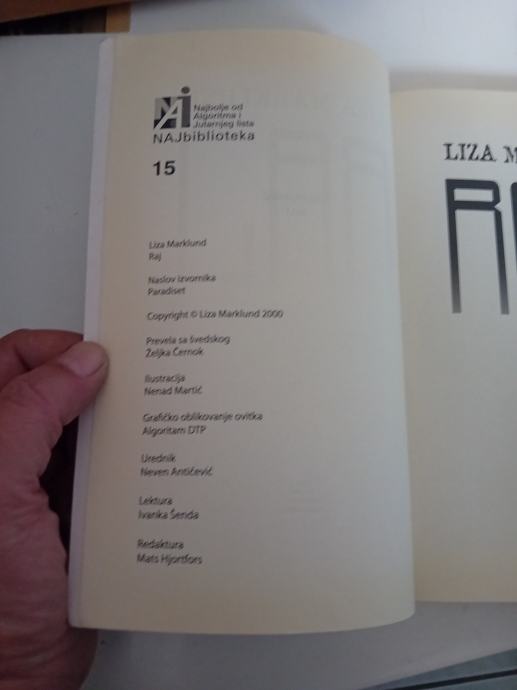 Najbolje od
Algoritma i
Jutarnjeg lista
NAJbiblioteka
15
Liza Marklund
Raj
Naslov izvornika
Paradiset
Copyright © Liza Marklund 2000
Prevela sa švedskog
Željka Černok
Ilustracija
Nenad Martić
Grafičko oblikovanje ovitka
Algoritam DTP
Urednik
Neven Antičević
Lektura
Ivanka Šenda
Redaktura
Mats Hjortfors
LIZA M
R